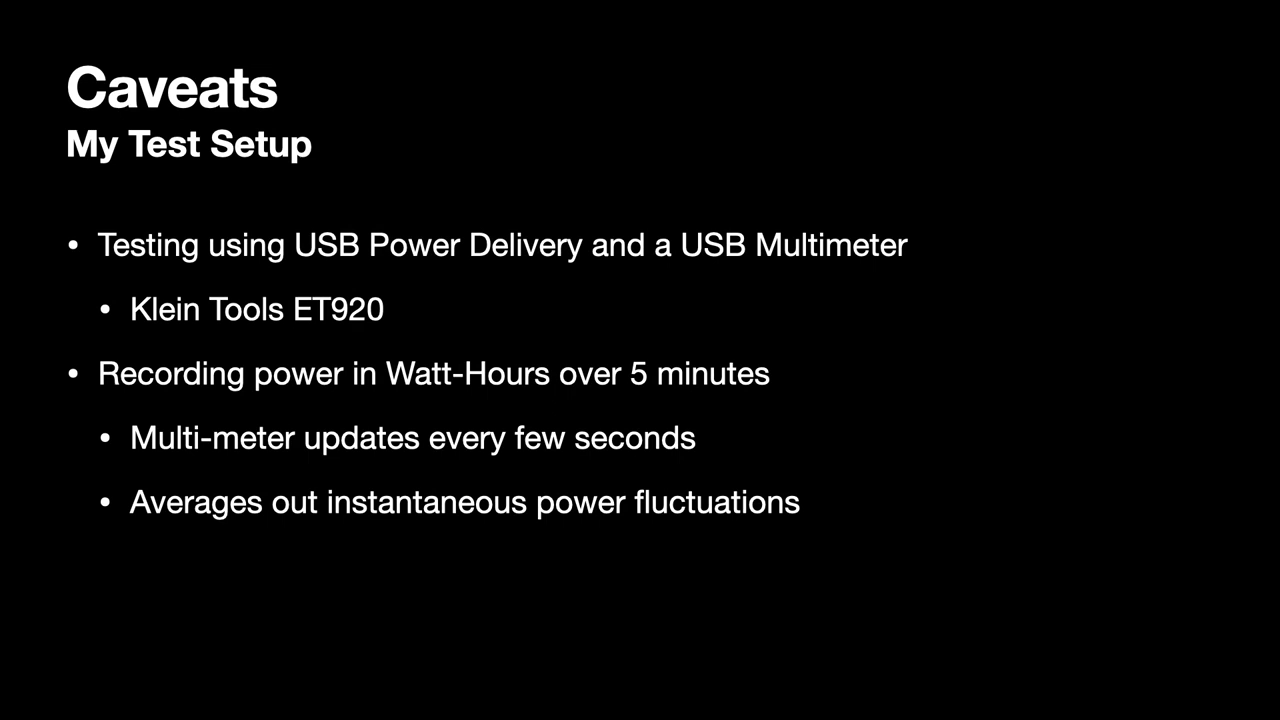 Caveats
My Test Setup
• Testing using USB Power Delivery and a USB Multimeter
• Klein Tools ET920
• Recording power in Watt-Hours over 5 minutes
• Multi-meter updates every few seconds
• Averages out instantaneous power fluctuations